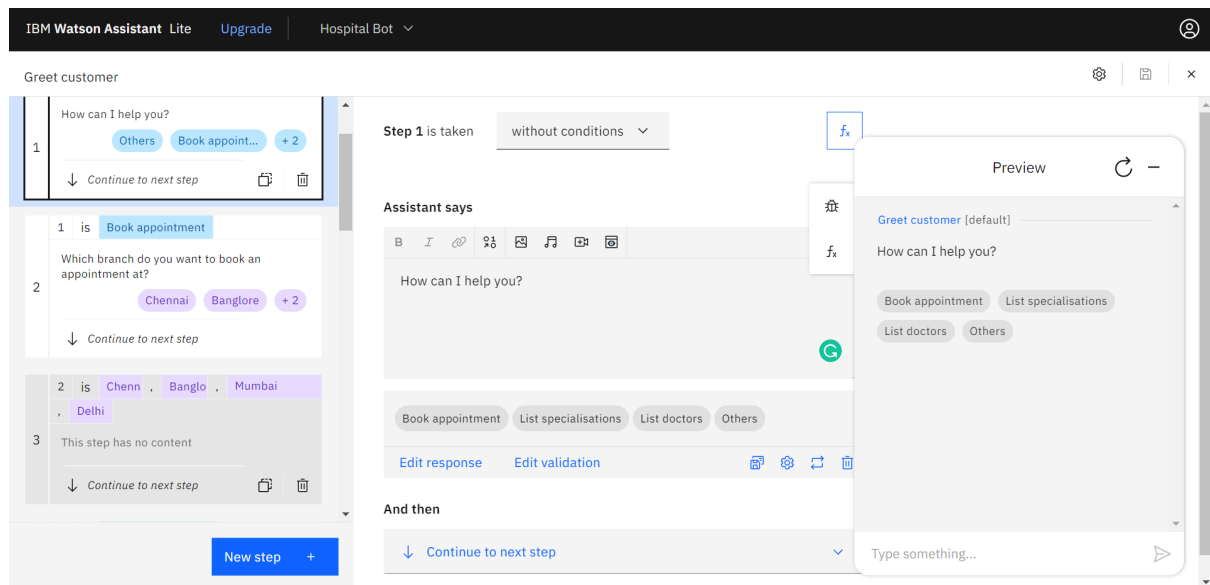 IBM Watson Assistant Lite Upgrade Hospital Bot
Greet customer
1
How can I help you?
Others Book appoint... + 2
Continue to next step
1 is Book appointment
2
Which branch do you want to book an
appointment at?
Chennai Banglore + 2
Continue to next step
2 is Chenn , Banglo , Mumbai
, Delhi
3
This step has no content
Continue to next step
New step +
Step 1 is taken without conditions
fx
Assistant says
B I
How can I help you?
G
Book appointment List specialisations List doctors Others
Edit response Edit validation
And then
Continue to next step
fx
Preview
Greet customer [default]
How can I help you?
Book appointment List specialisations
List doctors Others
Type something...